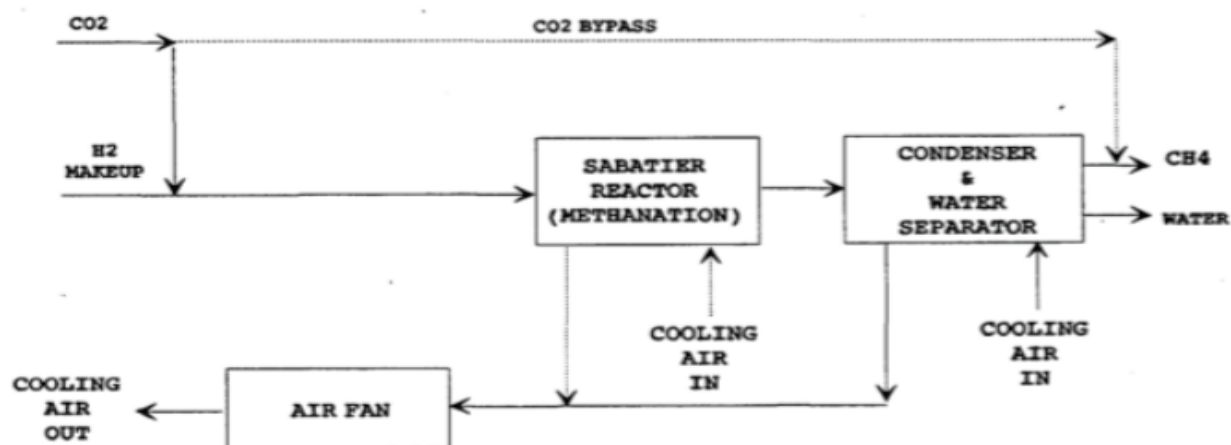 CO2
CO2 BYPASS
H2
MAKEUP
SABATIER
REACTOR
(METHANATION)
CONDENSER
&
WATER
SEPARATOR
CH4
WATER
COOLING
AIR
IN
COOLING
AIR
IN
COOLING
AIR
OUT
AIR FAN